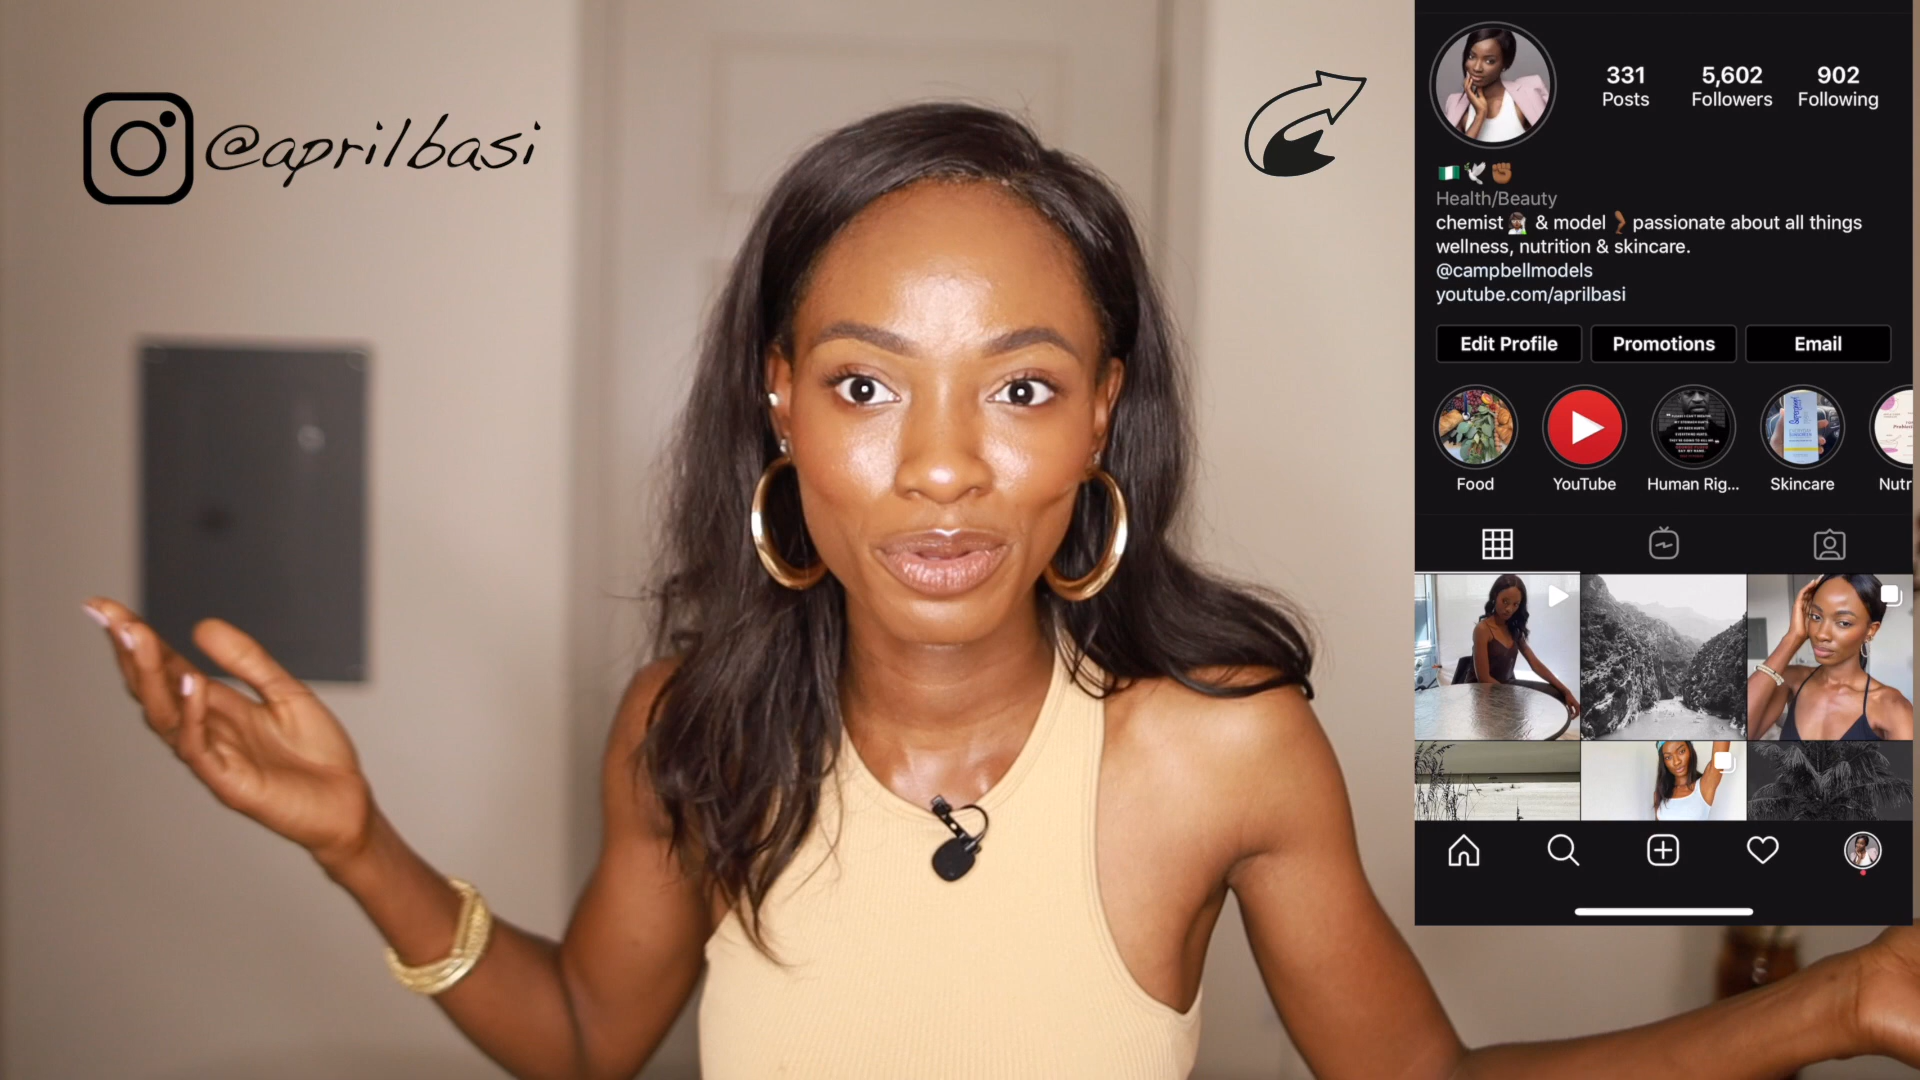 @aprilbasi
331 5,602 902
Posts Followers Following
Health/Beauty
chemist & model passionate about all things
wellness, nutrition & skincare.
@campbellmodels
youtube.com/aprilbasi
Edit Profile Promotions Email
Food YouTube Human Rig... Skincare Nutr